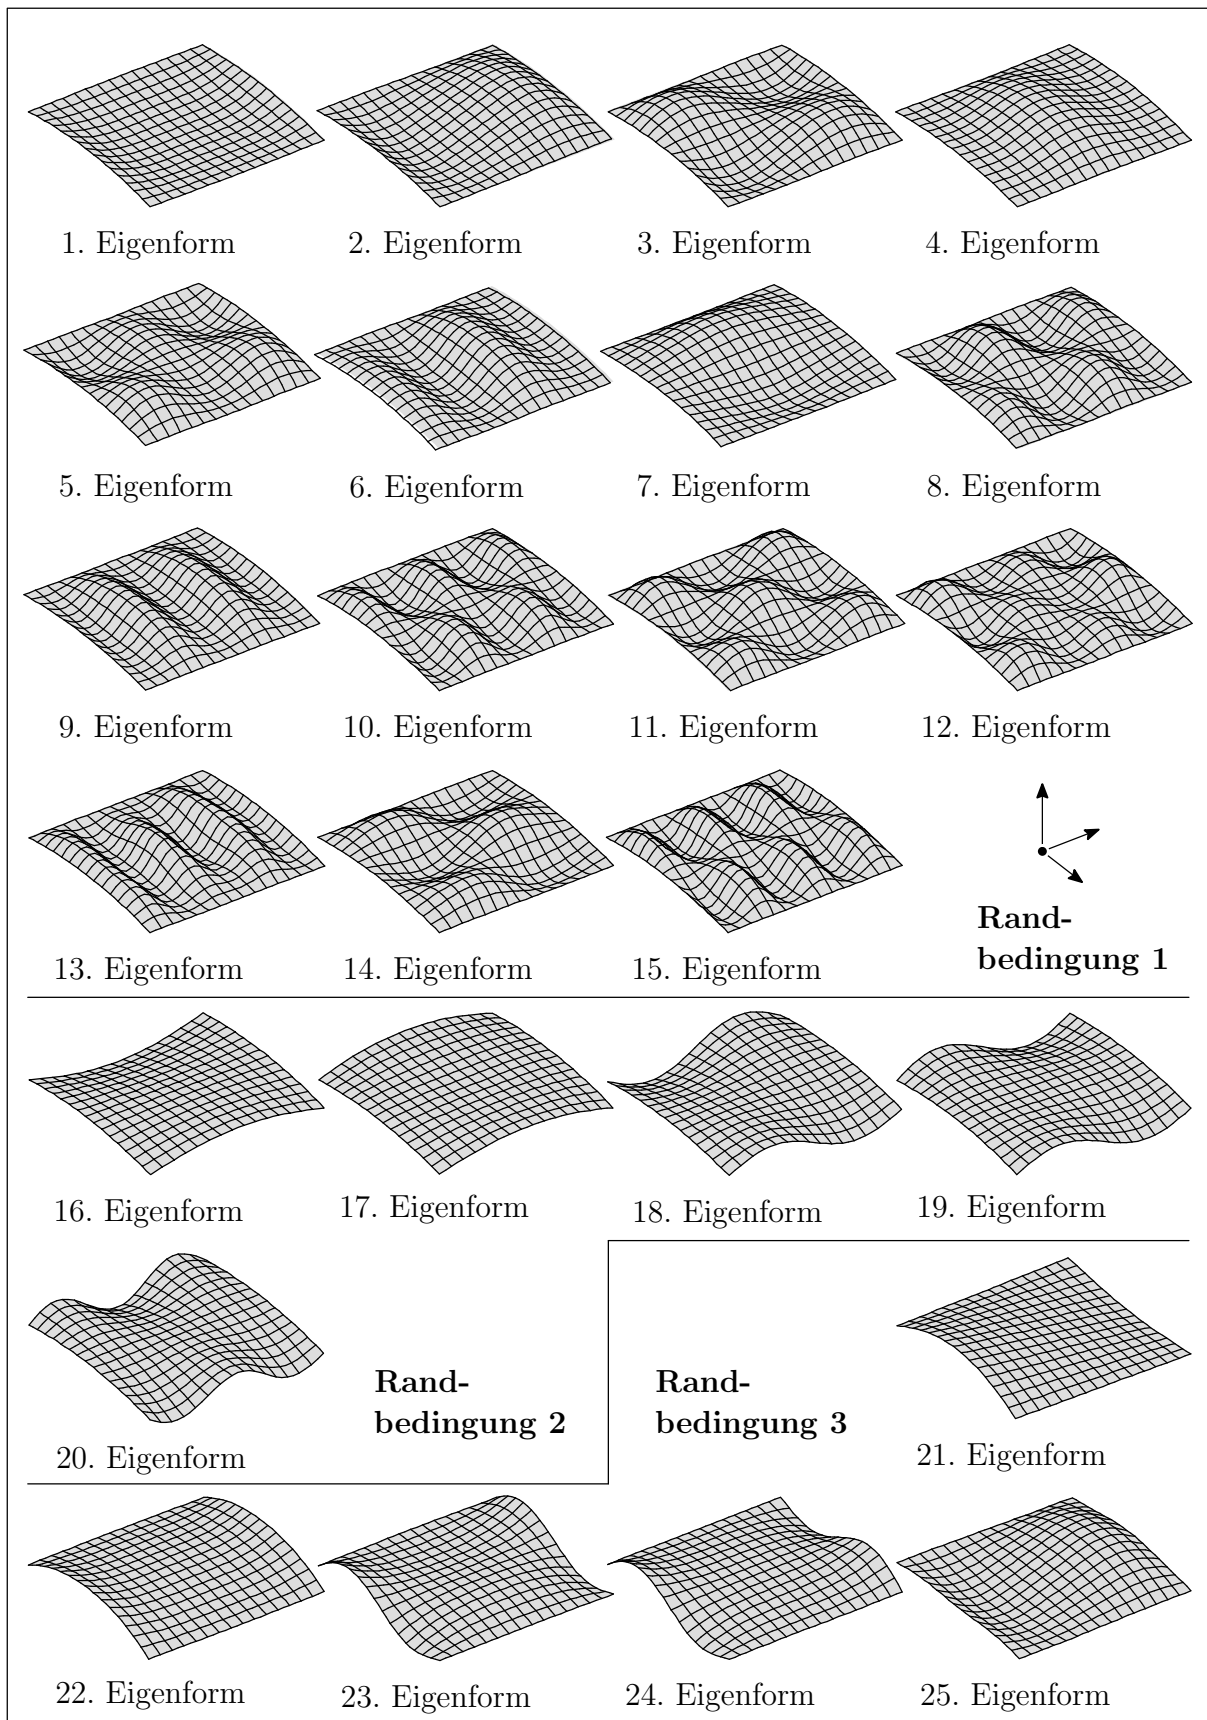 1. Eigenform 2. Eigenform 3. Eigenform 4. Eigenform
5. Eigenform 6. Eigenform 7. Eigenform 8. Eigenform
9. Eigenform 10. Eigenform 11. Eigenform 12. Eigenform
13. Eigenform 14. Eigenform 15. Eigenform
Rand-
bedingung 1
16. Eigenform 17. Eigenform 18. Eigenform 19. Eigenform
20. Eigenform
Rand-
bedingung 2
Rand-
bedingung 3
21. Eigenform
22. Eigenform 23. Eigenform 24. Eigenform 25. Eigenform